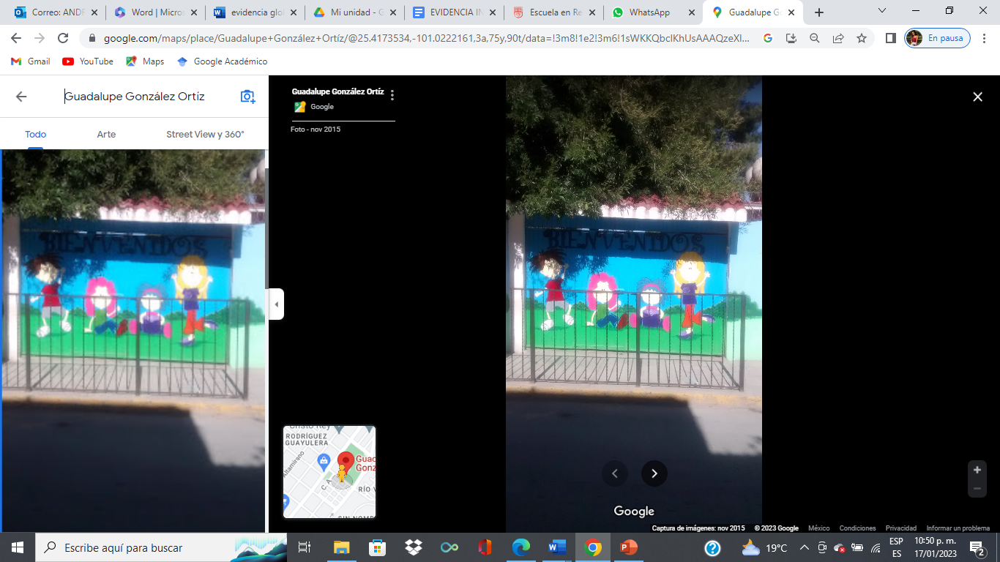 Correo: ANDR
Word | Micros
evidencia glo
Mi unidad - G
EVIDENCIA IN
Escuela en Re
WhatsApp
Guadalupe Go
google.com/maps/place/Guadalupe+González+Ortíz/@25.4173534,-101.0222161,3a,75y,90t/data=!3m8!1e2!3m6!1sWKKQbclKhUsAAAQzeXI...
En pausa
Gmail
YouTube
Maps
Google Académico
Guadalupe González Ortíz
Todo
Arte
Street View y 360°
BIENVENIDOS
Guadalupe González Ortíz
Google
Foto - nov 2015
BIENVENIDOS
Cristo Rey
RODRÍGUEZ
GUAYULERA
Altamirano
Guad
Gonz
C. A
RÍO V
SIN NOMB
Google
Captura de imágenes: nov 2015
© 2023 Google
México
Condiciones
Privacidad
Informar un problema
Escribe aquí para buscar
19°C
ESP
ES
10:50 p. m.
17/01/2023
2